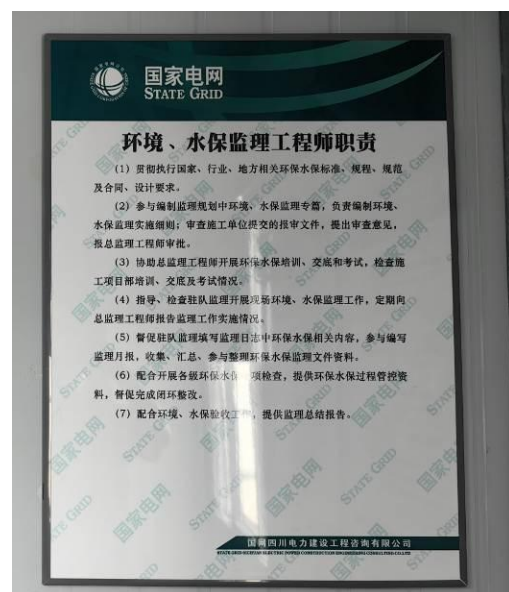 国家电网
STATE GRID
环境、水保监理工程师职责
(1) 贯彻执行国家、行业、地方相关环保水保标准、规程、规范
及合同、设计要求。
(2) 参与编制监理规划中环境、水保监理专篇，负责编制环境、
水保监理实施细则；审查施工单位提交的报审文件，提出审查意见，
报总监理工程师审批。
(3) 协助总监理工程师开展环保水保培训、交底和考试，检查施
工项目部培训、交底及考试情况。
(4) 指导、检查驻队监理开展现场环境、水保监理工作，定期向
总监理工程师报告监理工作实施情况。
(5) 督促驻队监理填写监理日志中环保水保相关内容，参与编写
监理月报，收集、汇总、参与整理环保水保监理文件资料。
(6) 配合开展各级环保水保 项检查，提供环保水保过程管控资
料，督促完成闭环整改。
(7) 配合环境、水保验收工作，提供监理总结报告。
国网四川电力建设工程咨询有限公司
STATE GRID SICHUAN ELECTRIC POWER CONSTRUCTION ENGINEERING CONSULTING CO.LTD